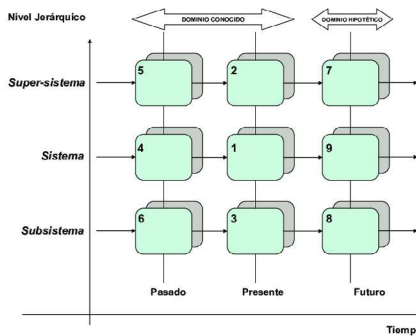 Nivel Jerárquico
DOMINIO CONOCIDO
DOMINIO HIPOTÉTICO
Super-sistema
5
2
7
Sistema
4
1
9
Subsistema
6
3
8
Pasado
Presente
Futuro
Tiemp